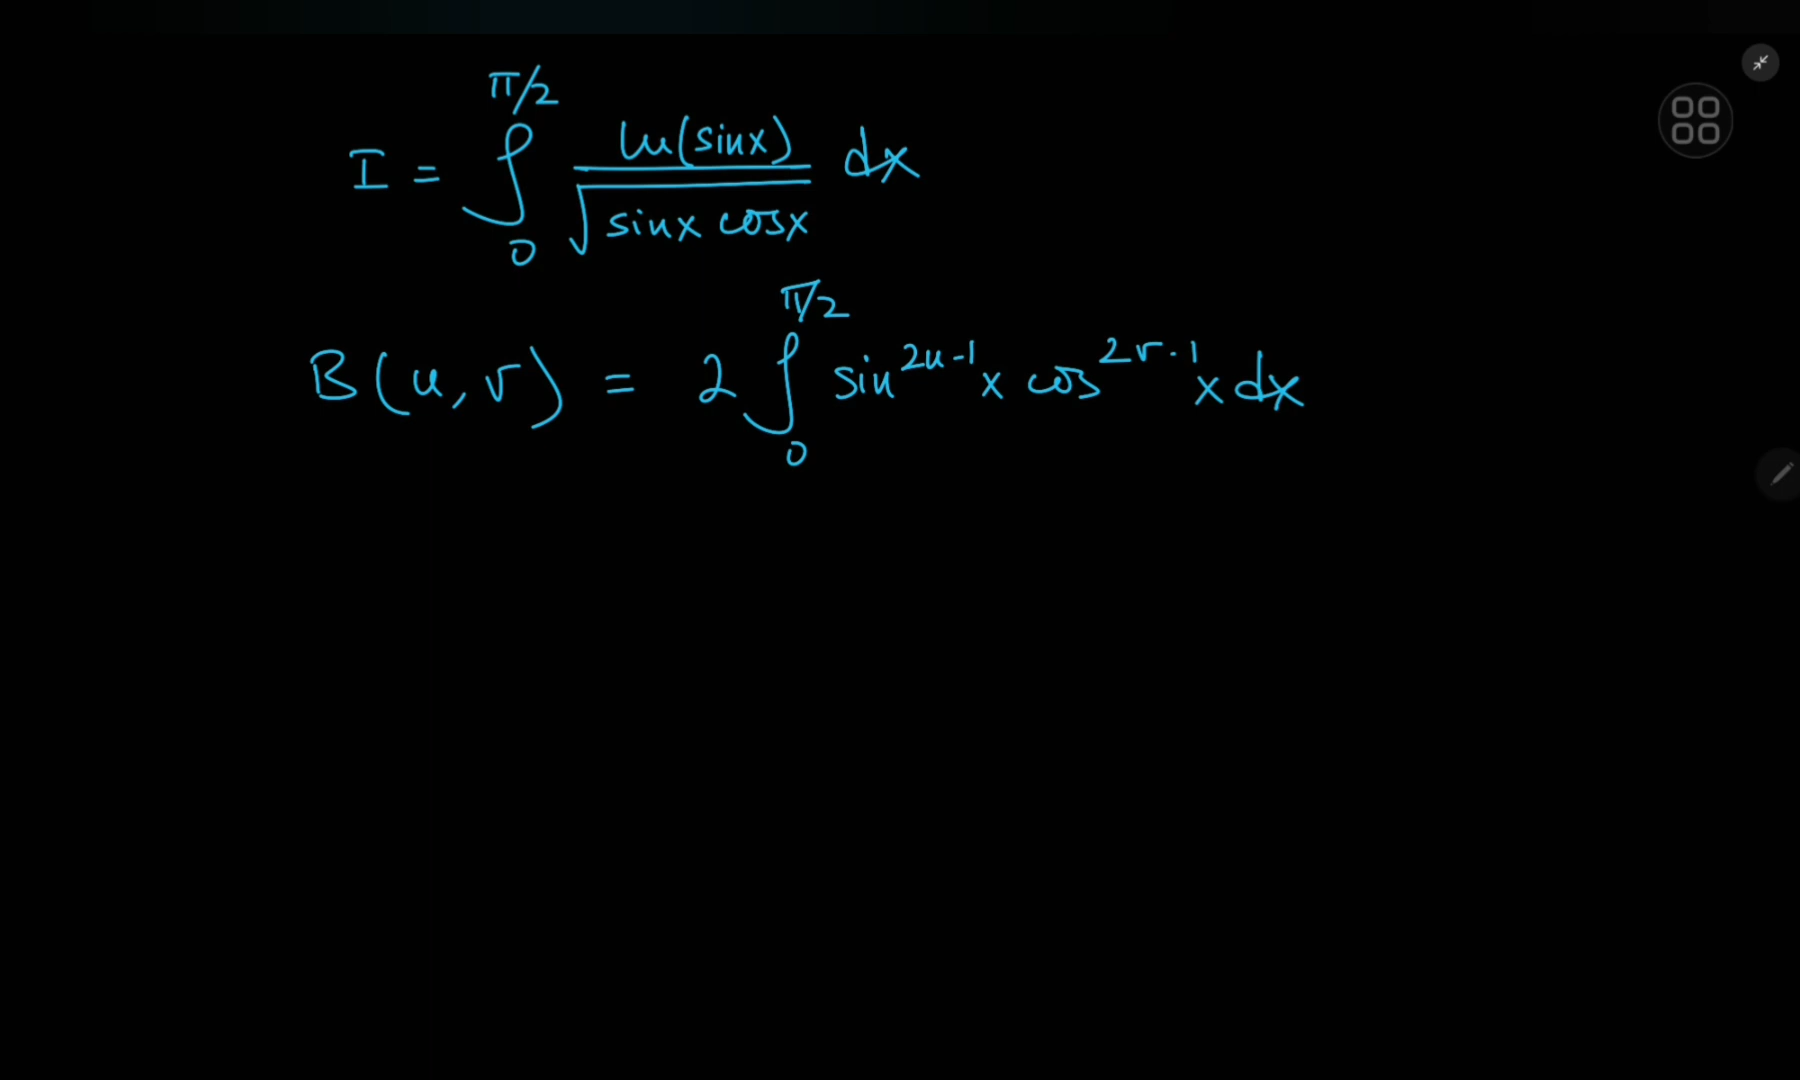 I = ∫₀^{π/2} ln(sinx)/√(sinx cosx) dx
B(u,v) = 2∫₀^{π/2} sin^{2u-1}x cos^{2v-1}x dx